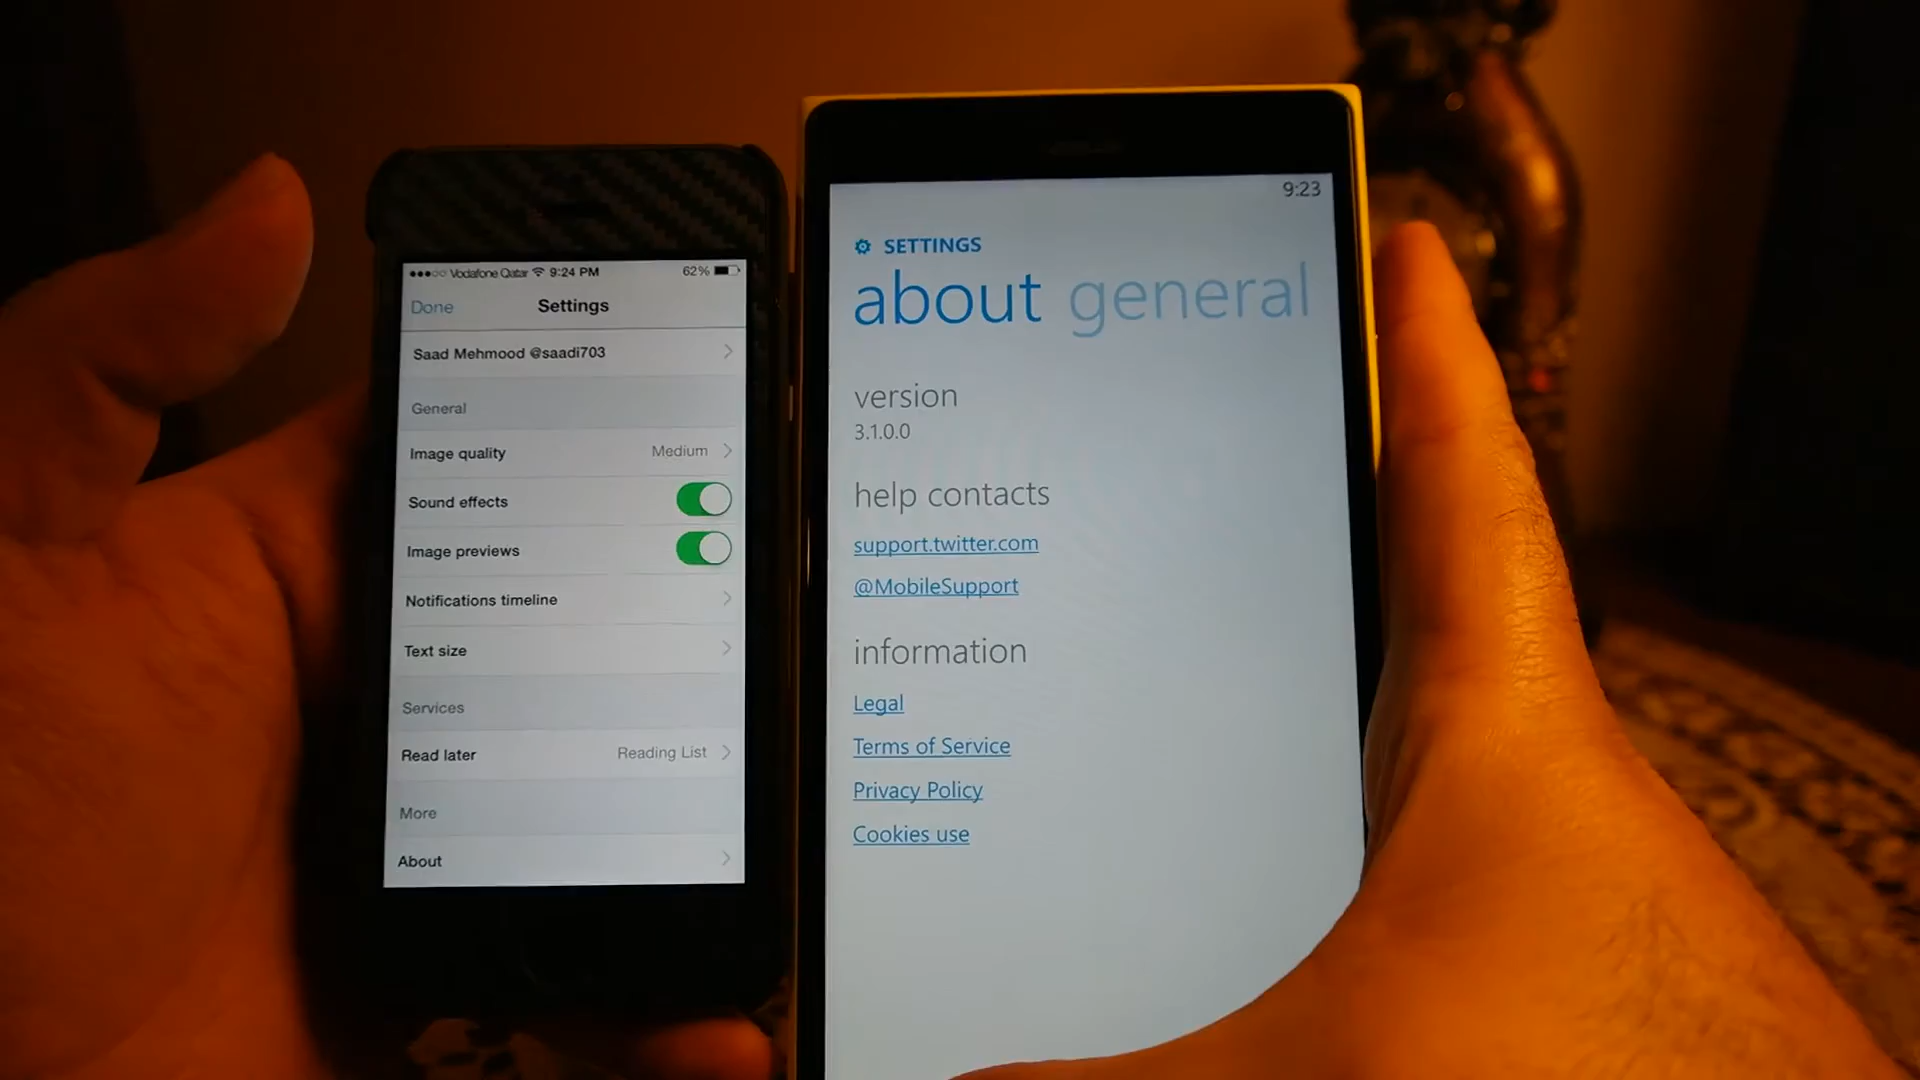 Vodafone Qatar 9:24 PM 62%
Done Settings
Saad Mehmood @saadi703
General
Image quality Medium
Sound effects
Image previews
Notifications timeline
Text size
Services
Read later Reading List
More
About
9:23
SETTINGS
about general
version
3.1.0.0
help contacts
support.twitter.com
@MobileSupport
information
Legal
Terms of Service
Privacy Policy
Cookies use